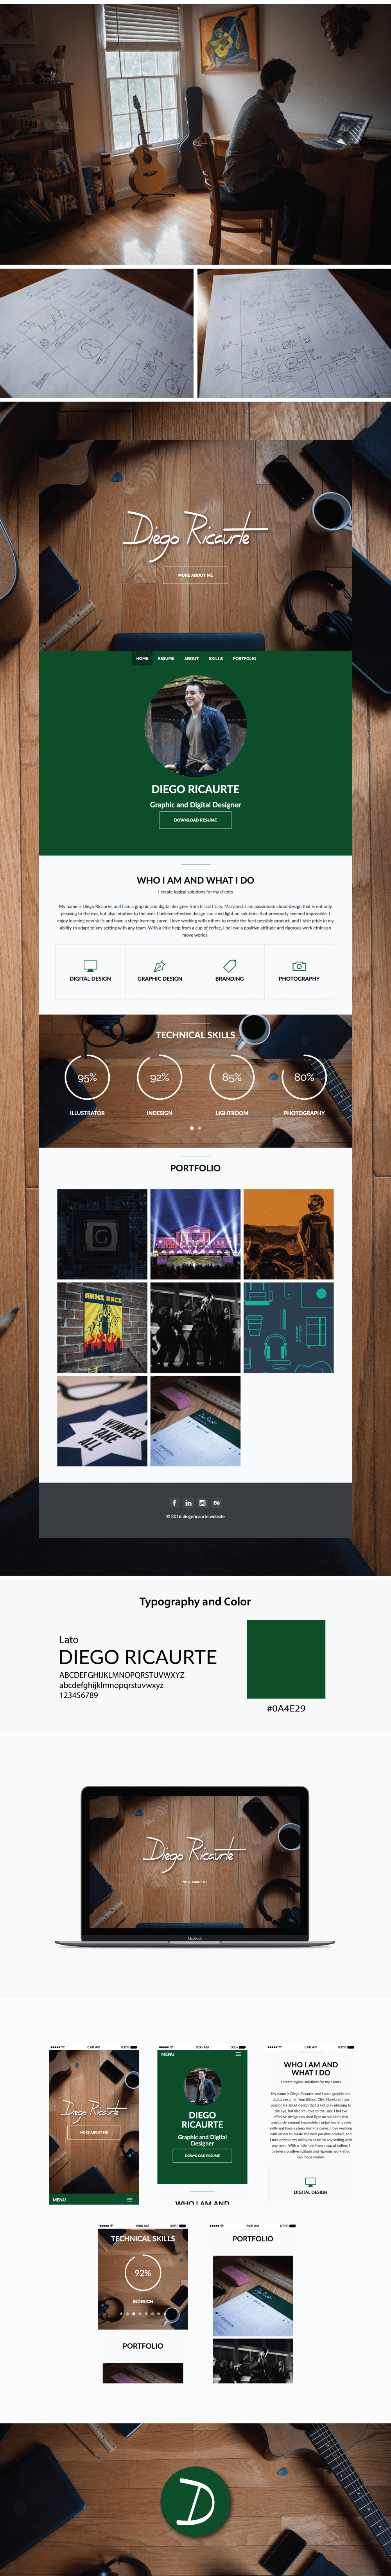 Diego Ricaurte
MORE ABOUT ME
HOME RESUME ABOUT SKILLS PORTFOLIO
DIEGO RICAURTE
Graphic and Digital Designer
DOWNLOAD RESUME
WHO I AM AND WHAT I DO
I create logical solutions for my clients
My name is Diego Ricaurte, and I am a graphic and digital designer from Ellicott City, Maryland. I am passionate about design that is not only
pleasing to the eye, but also intuitive to the user. I believe effective design can shed light on solutions that previously seemed impossible. I
enjoy learning new skills and have a steep learning curve. I love working with others to create the best possible product, and I take pride in my
ability to adapt to any setting with any team. With a little help from a cup of coffee, I believe a positive attitude and rigorous work ethic can
move worlds.
DIGITAL DESIGN GRAPHIC DESIGN BRANDING PHOTOGRAPHY
TECHNICAL SKILLS
95% 92% 85% 80%
ILLUSTRATOR INDESIGN LIGHTROOM PHOTOGRAPHY
PORTFOLIO
G
ARMS RACE
WINNER
TAKE
ALL
f in Bē
© 2016 diegoricaurte.website
Typography and Color
Lato
DIEGO RICAURTE
ABCDEFGHIJKLMNOPQRSTUVWXYZ
abcdefghijklmnopqrstuvwxyz
123456789
#0A4E29
Diego Ricaurte
MORE ABOUT ME
MacBook
9:08 AM 100%
Diego Ricaurte
MORE ABOUT ME
MENU
9:08 AM 100%
MENU
DIEGO
RICAURTE
Graphic and Digital
Designer
DOWNLOAD RESUME
WHO I AM AND
9:08 AM 100%
WHO I AM AND
WHAT I DO
I create logical solutions for my clients
My name is Diego Ricaurte, and I am a graphic and
digital designer from Ellicott City, Maryland. I am
passionate about design that is not only pleasing to
the eye, but also intuitive to the user. I believe
effective design can shed light on solutions that
previously seemed impossible. I enjoy learning new
skills and have a steep learning curve. I love working
with others to create the best possible product, and
I take pride in my ability to adapt to any setting with
any team. With a little help from a cup of coffee, I
believe a positive attitude and rigorous work ethic
can move worlds.
DIGITAL DESIGN
9:08 AM 100%
TECHNICAL SKILLS
92%
INDESIGN
PORTFOLIO
9:08 AM 100%
PORTFOLIO
D